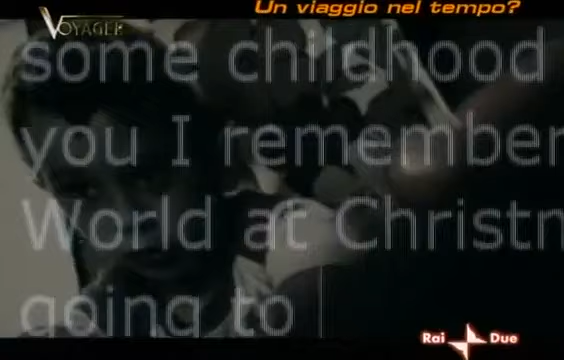 VOYAGER
Un viaggio nel tempo?
some childhood
you I remember
World at Christm
going to
Rai Due